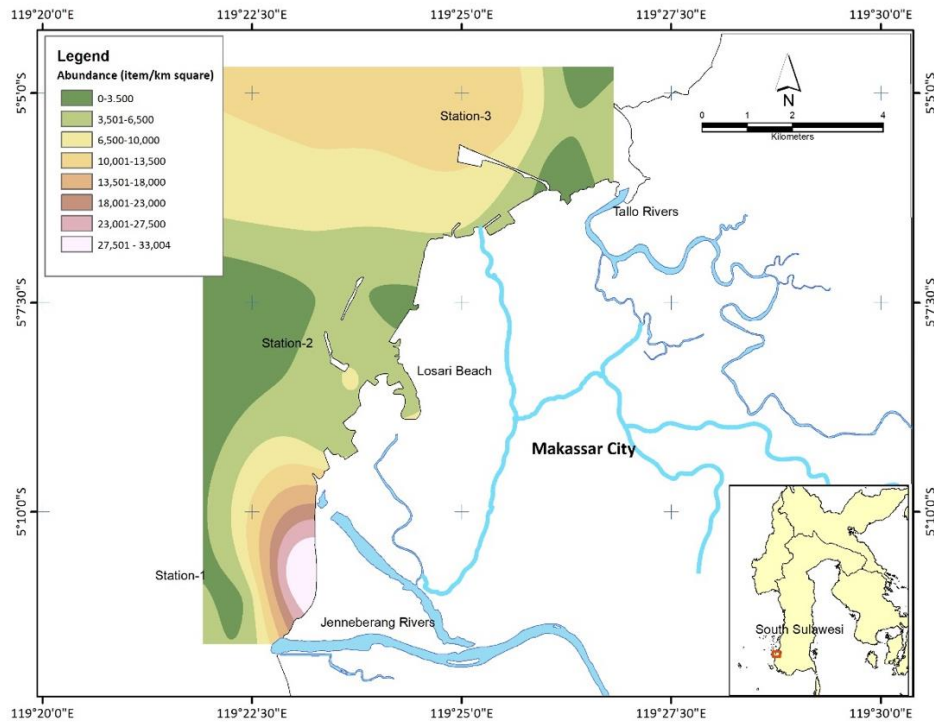 119°20'0"E 119°22'30"E 119°25'0"E 119°27'30"E 119°30'0"E
Legend
Abundance (item/km square)
0-3.500
3,501-6,500
6,500-10,000
10,001-13,500
13,501-18,000
18,001-23,000
23,001-27,500
27,501 - 33,004
N
0 1 2 4
Kilometers
5°5'0"S 5°5'0"S
Station-3
Tallo Rivers
5°7'30"S 5°7'30"S
Station-2
Losari Beach
Makassar City
5°10'0"S 5°10'0"S
Station-1
Jenneberang Rivers
South Sulawesi
119°20'0"E 119°22'30"E 119°25'0"E 119°27'30"E 119°30'0"E